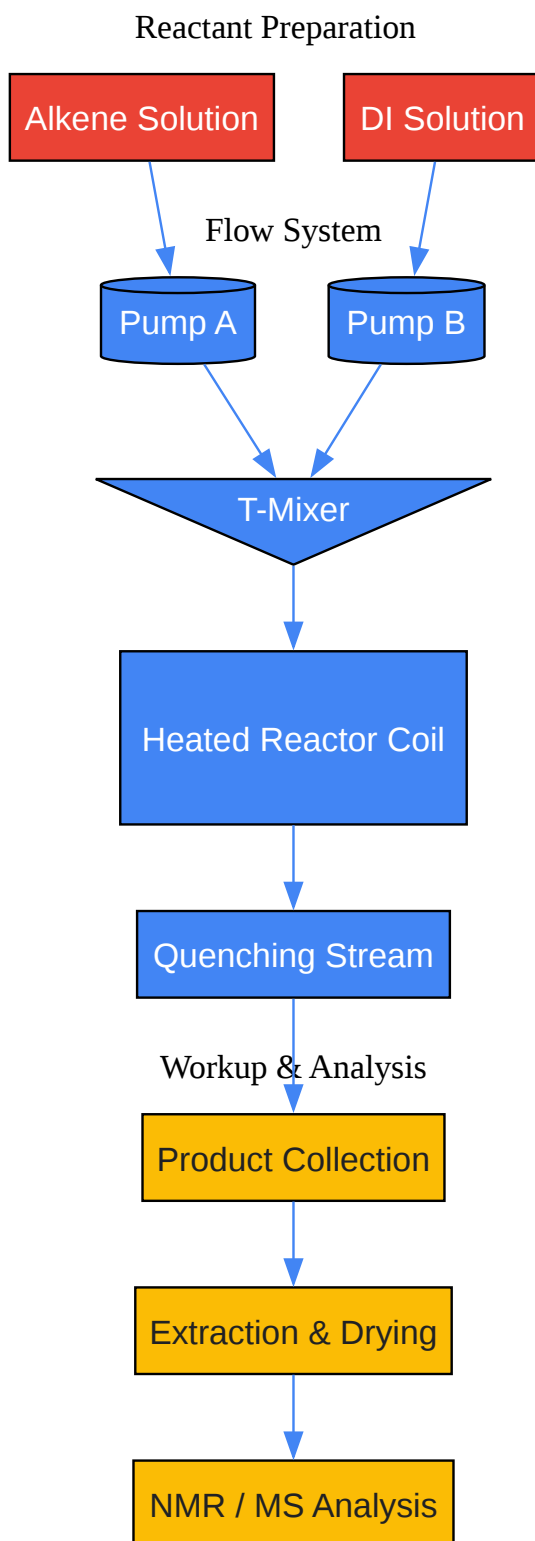 Reactant Preparation
Alkene Solution
DI Solution
Flow System
Pump A
Pump B
T-Mixer
Heated Reactor Coil
Quenching Stream
Workup & Analysis
Product Collection
Extraction & Drying
NMR / MS Analysis